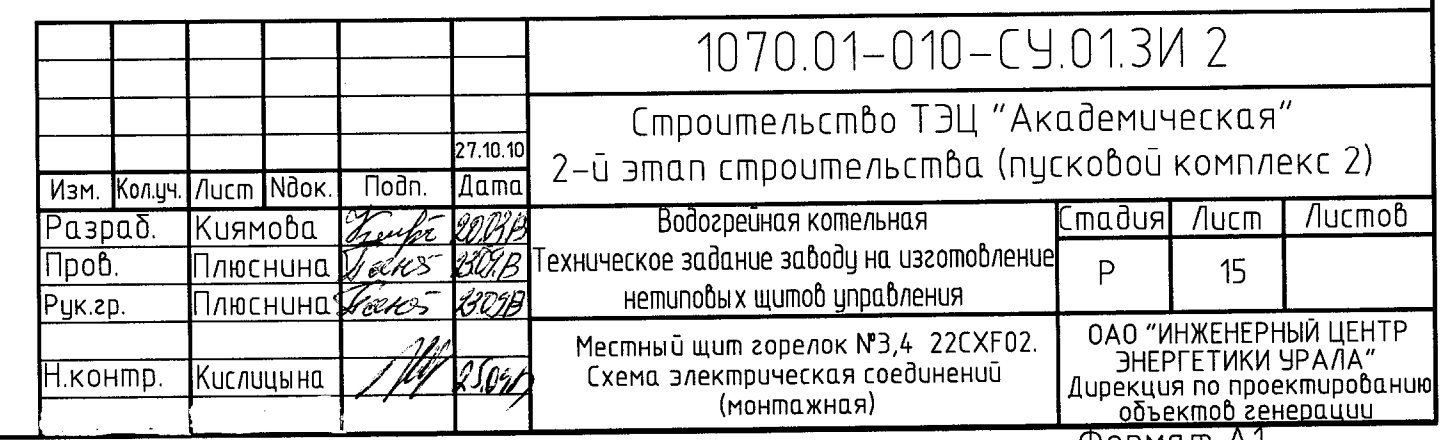 1070.01-010-СУ.01.ЗИ 2
Строительство ТЭЦ "Академическая"
2-й этап строительства (пусковой комплекс 2)
27.10.10
Изм. Кол.уч. Лист Nдок. Подп. Дата
Разраб. Киямова
Пров. Плюснина
Рук.гр. Плюснина
Н.контр. Кислицына
Водогрейная котельная
Техническое задание заводу на изготовление
нетиповых щитов управления
Стадия Лист Листов
Р 15
Местный щит горелок №3,4 22CXF02.
Схема электрическая соединений
(монтажная)
ОАО "ИНЖЕНЕРНЫЙ ЦЕНТР
ЭНЕРГЕТИКИ УРАЛА"
Дирекция по проектированию
объектов генерации
Формат А1